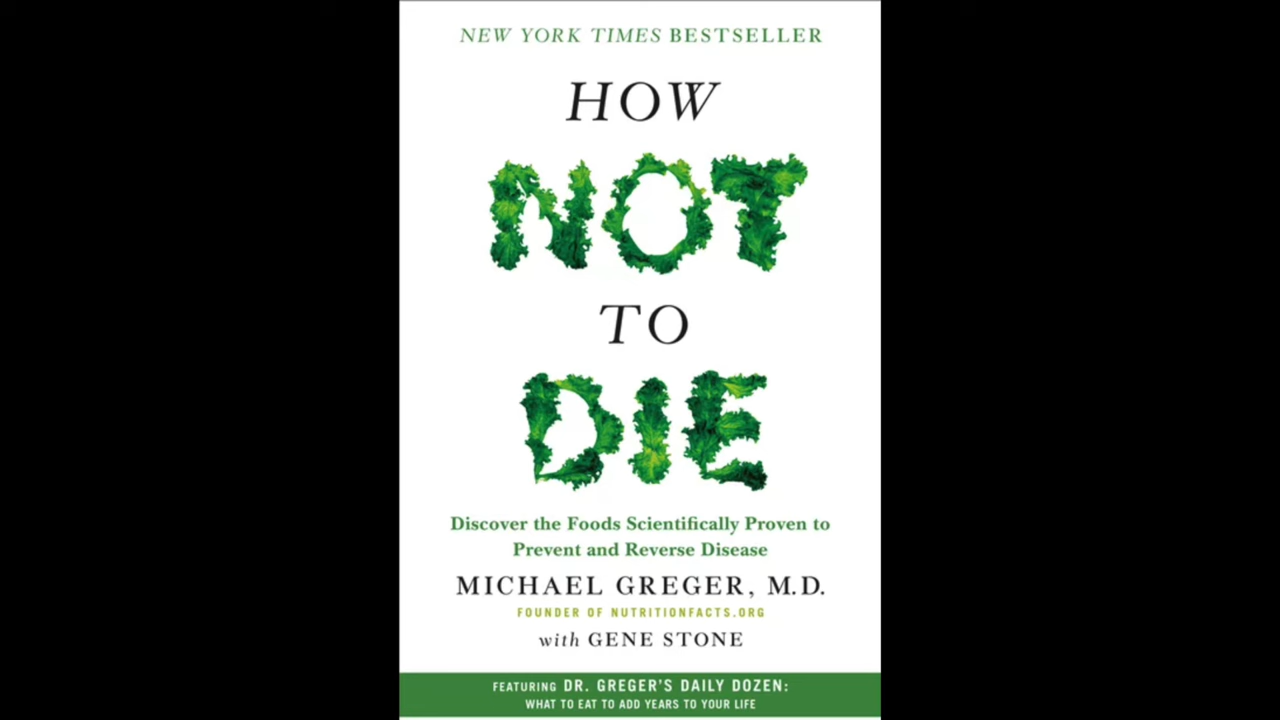 NEW YORK TIMES BESTSELLER
HOW
NOT
TO
DIE
Discover the Foods Scientifically Proven to
Prevent and Reverse Disease
MICHAEL GREGER, M.D.
FOUNDER OF NUTRITIONFACTS.ORG
with GENE STONE
FEATURING DR. GREGER'S DAILY DOZEN:
WHAT TO EAT TO ADD YEARS TO YOUR LIFE